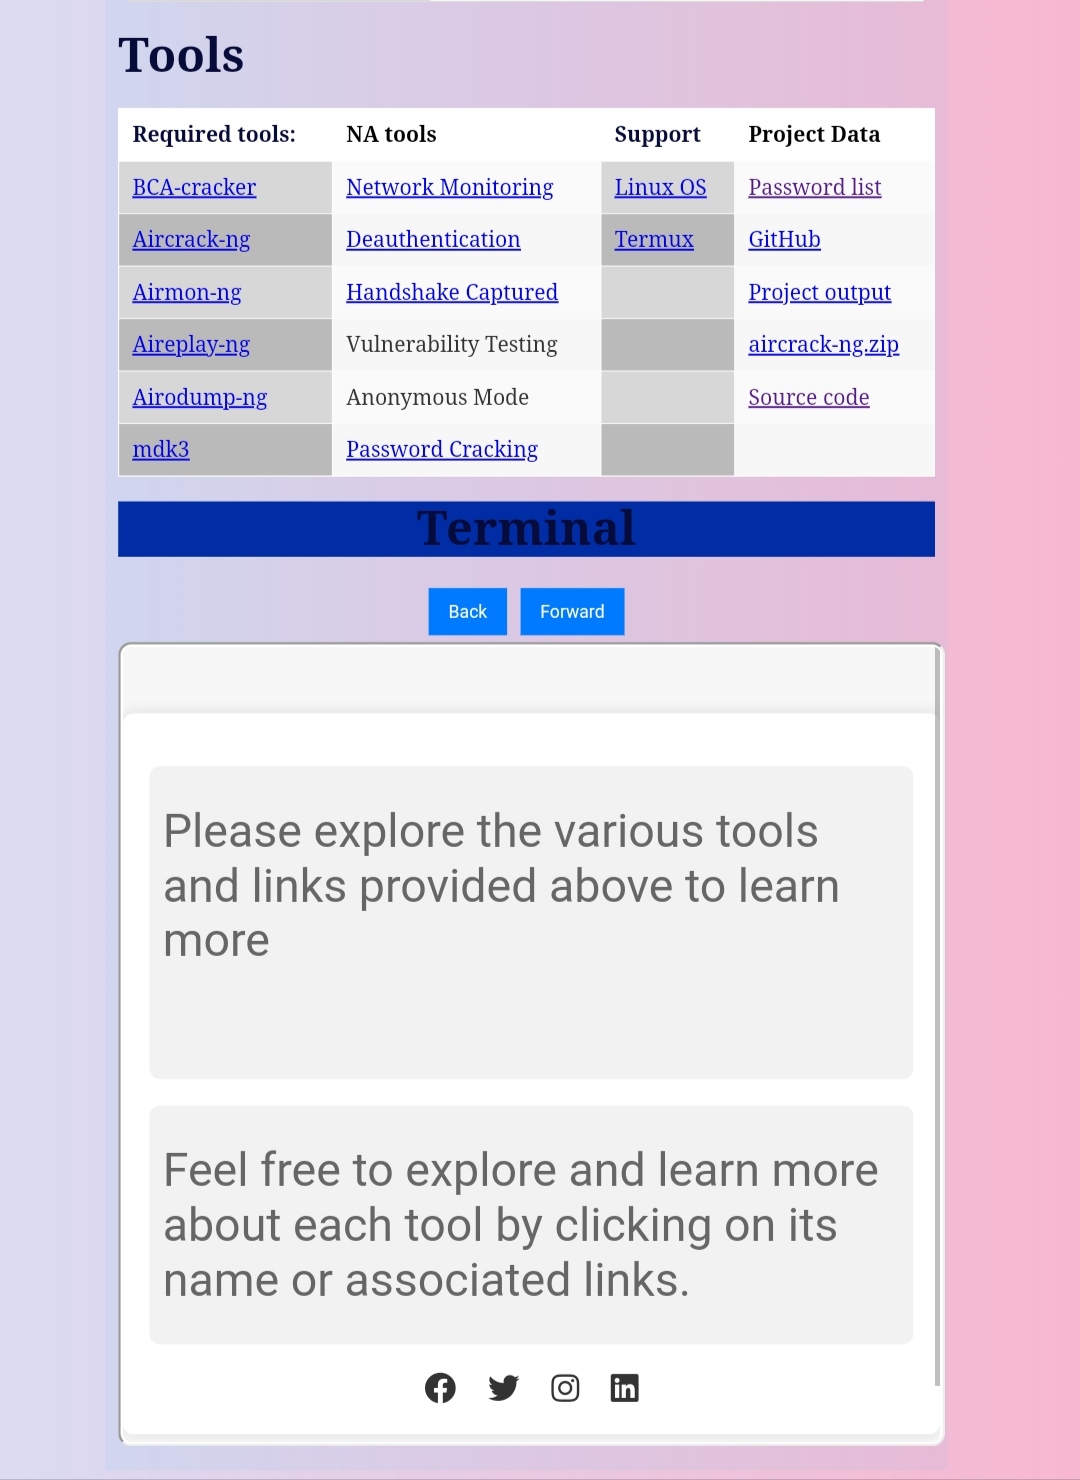 Tools
Required tools: NA tools Support Project Data
BCA-cracker Network Monitoring Linux OS Password list
Aircrack-ng Deauthentication Termux GitHub
Airmon-ng Handshake Captured Project output
Aireplay-ng Vulnerability Testing aircrack-ng.zip
Airodump-ng Anonymous Mode Source code
mdk3 Password Cracking
Terminal
Back Forward
Please explore the various tools
and links provided above to learn
more
Feel free to explore and learn more
about each tool by clicking on its
name or associated links.